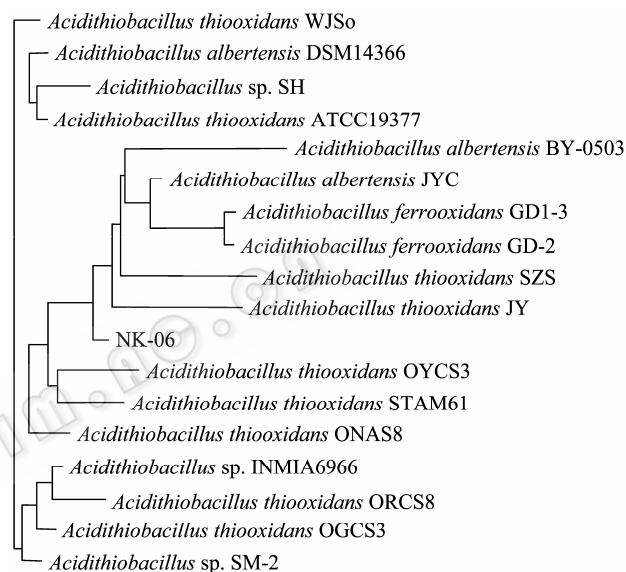 Acidithiobacillus thiooxidans WJSo
Acidithiobacillus albertensis DSM14366
Acidithiobacillus sp. SH
Acidithiobacillus thiooxidans ATCC19377
Acidithiobacillus albertensis BY-0503
Acidithiobacillus albertensis JYC
Acidithiobacillus ferrooxidans GD1-3
Acidithiobacillus ferrooxidans GD-2
Acidithiobacillus thiooxidans SZS
Acidithiobacillus thiooxidans JY
NK-06
Acidithiobacillus thiooxidans OYCS3
Acidithiobacillus thiooxidans STAM61
Acidithiobacillus thiooxidans ONAS8
Acidithiobacillus sp. INMIA6966
Acidithiobacillus thiooxidans ORCS8
Acidithiobacillus thiooxidans OGCS3
Acidithiobacillus sp. SM-2
im.ac.cn